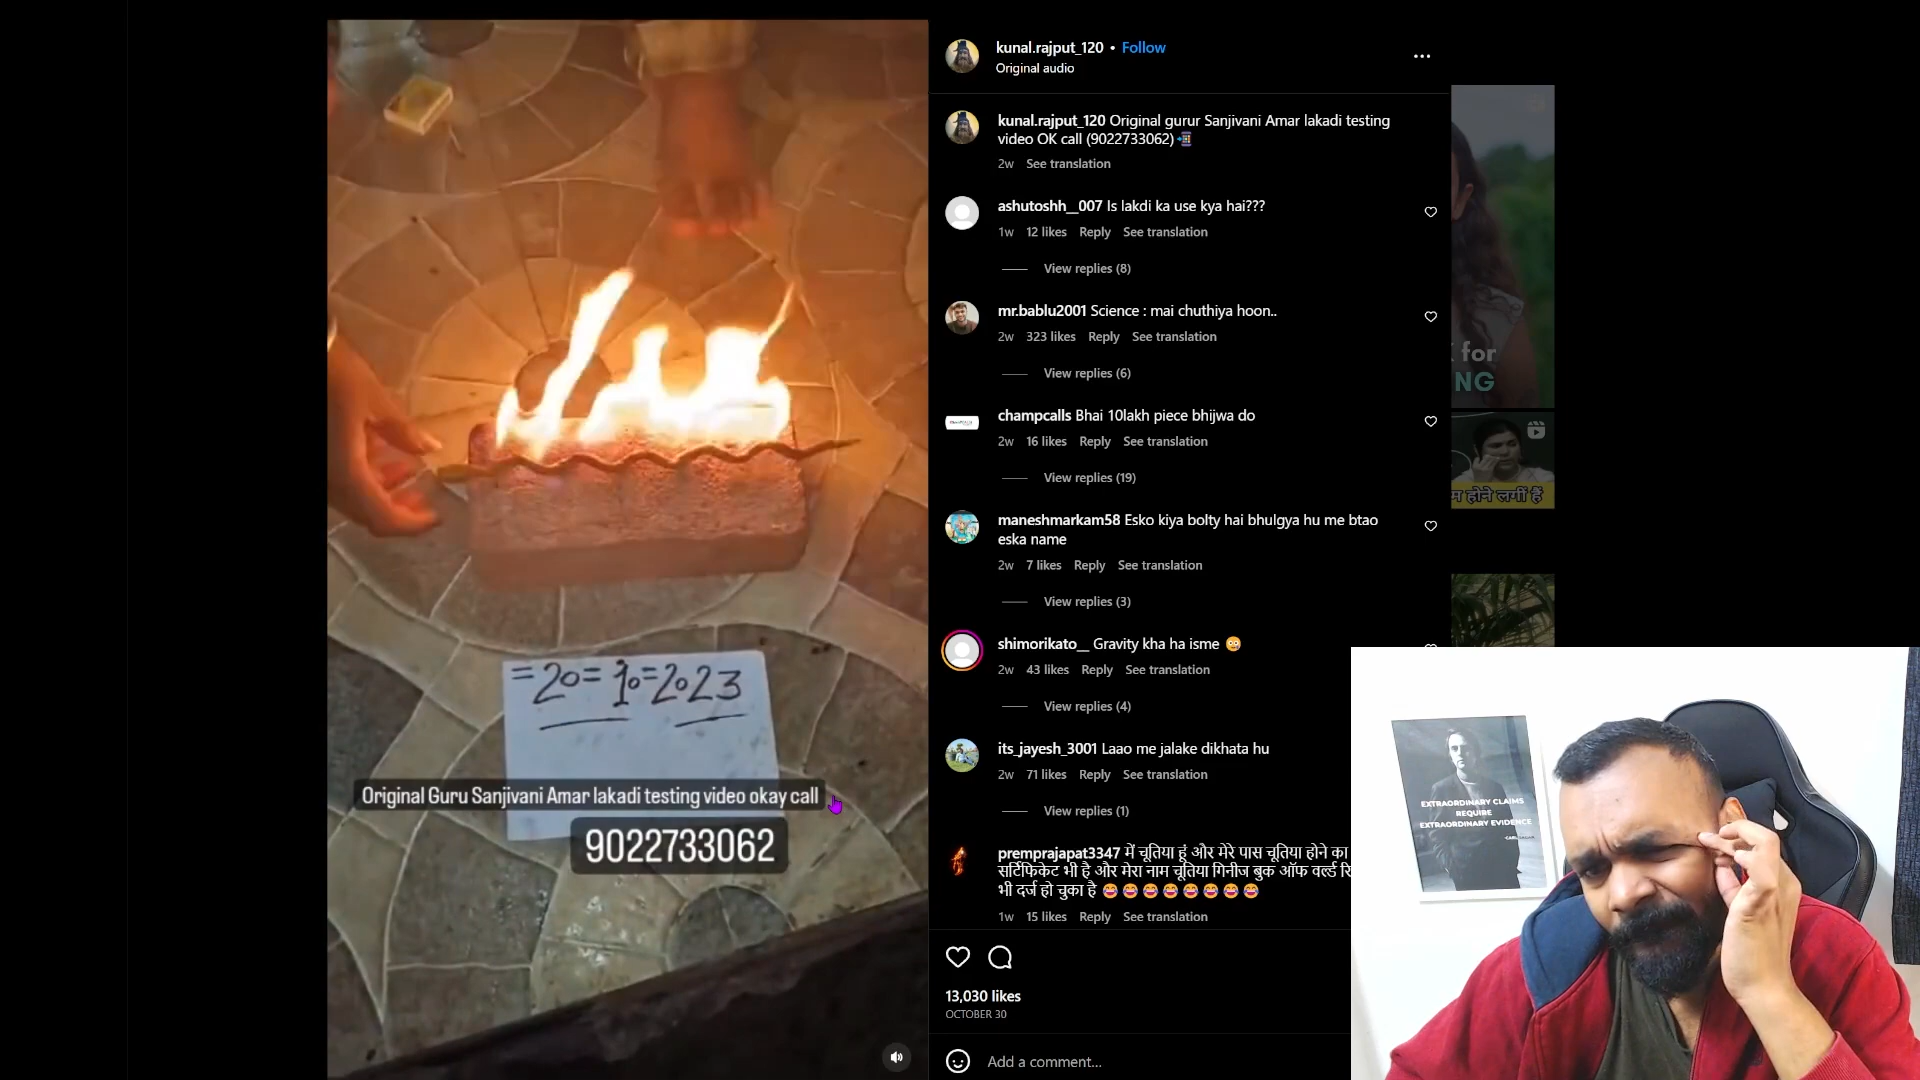 =20=10=2023
Original Guru Sanjivani Amar lakadi testing video okay call
9022733062
kunal.rajput_120 • Follow
Original audio
kunal.rajput_120 Original gurur Sanjivani Amar lakadi testing
video OK call (9022733062)
2w See translation
ashutoshh__007 Is lakdi ka use kya hai???
1w 12 likes Reply See translation
View replies (8)
mr.bablu2001 Science : mai chuthiya hoon..
2w 323 likes Reply See translation
View replies (6)
champcalls Bhai 10lakh piece bhijwa do
2w 16 likes Reply See translation
View replies (19)
maneshmarkam58 Esko kiya bolty hai bhulgya hu me btao
eska name
2w 7 likes Reply See translation
View replies (3)
shimorikato__ Gravity kha ha isme 🤪
2w 43 likes Reply See translation
View replies (4)
its_jayesh_3001 Laao me jalake dikhata hu
2w 71 likes Reply See translation
View replies (1)
premprajapat3347 में चूतिया हूं और मेरे पास चूतिया होने का
सर्टिफिकेट भी है और मेरा नाम चूतिया गिनीज बुक ऑफ वर्ल्ड
भी दर्ज हो चुका है 😂😂😂😂😂😂😂😂
1w 15 likes Reply See translation
13,030 likes
OCTOBER 30
Add a comment...
for
NG
होने लगीं हैं
EXTRAORDINARY CLAIMS
REQUIRE
EXTRAORDINARY EVIDENCE